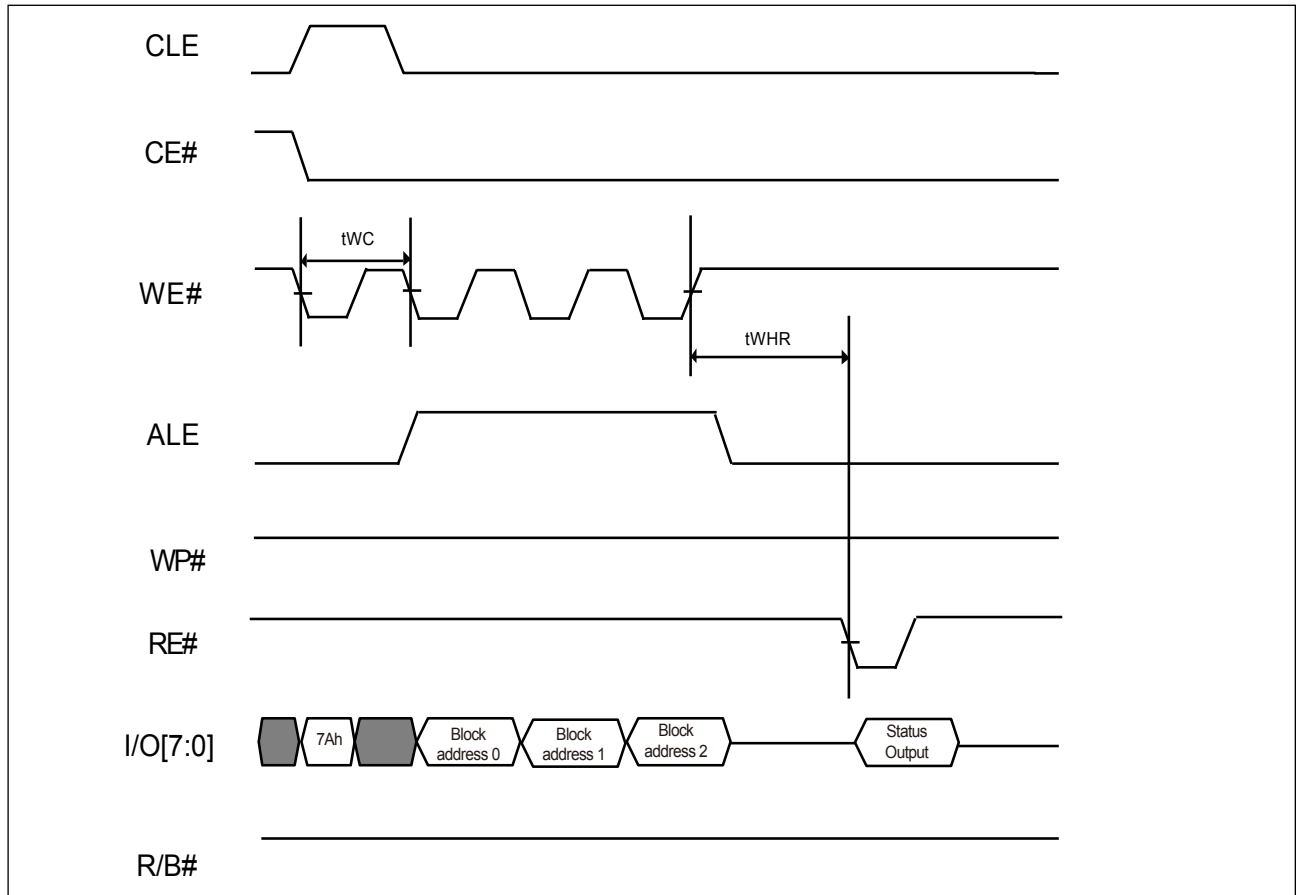 CLE
CE#
tWC
WE#
tWHR
ALE
WP#
RE#
I/O[7:0]
7Ah
Block
address 0
Block
address 1
Block
address 2
Status
Output
R/B#